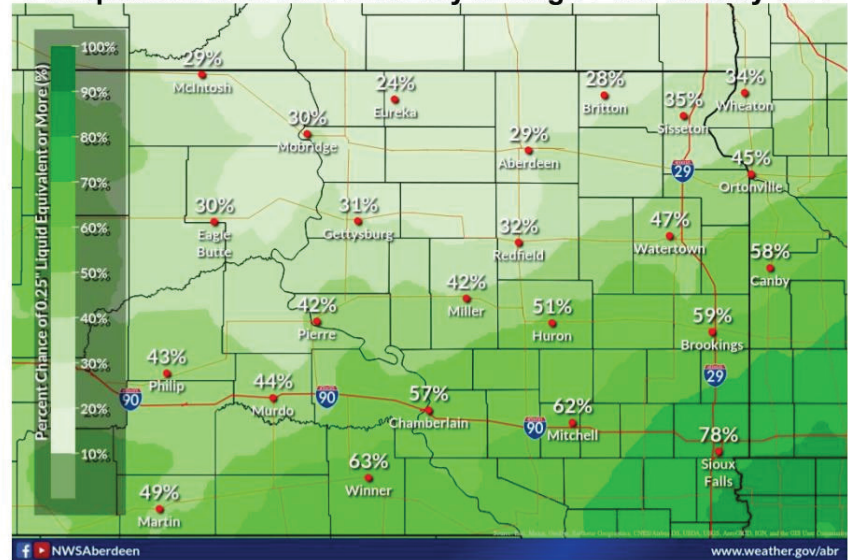 100%
90%
80%
70%
60%
50%
40%
30%
20%
10%
Percent Chance of 0.25" Liquid Equivalent or More (%)
29%
McIntosh
24%
Eureka
28%
Britton
34%
Wheaton
35%
Sisseton
30%
Mobridge
29%
Aberdeen
29
45%
Ortonville
30%
Eagle
Butte
31%
Gettysburg
32%
Redfield
47%
Watertown
58%
Canby
42%
Pierre
42%
Miller
51%
Huron
59%
Brookings
29
43%
Philip
90
44%
Murdo
90
57%
Chamberlain
90
62%
Mitchell
78%
Sioux
Falls
63%
Winner
49%
Martin
NWSAberdeen
www.weather.gov/abr